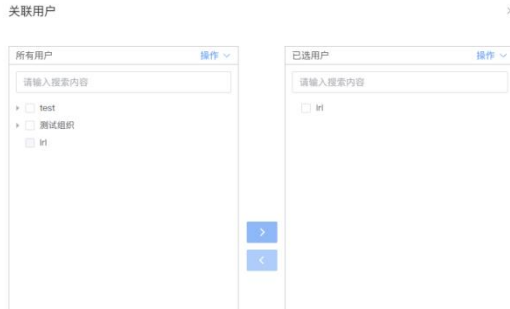 关联用户
所有用户 操作
请输入搜索内容
test
测试组织
lrl
已选用户 操作
请输入搜索内容
lrl